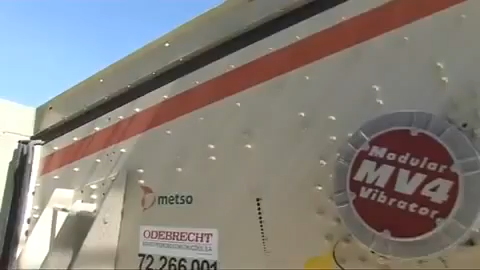 Modular
MV4
Vibrator
metso
ODEBRECHT
72.266.001